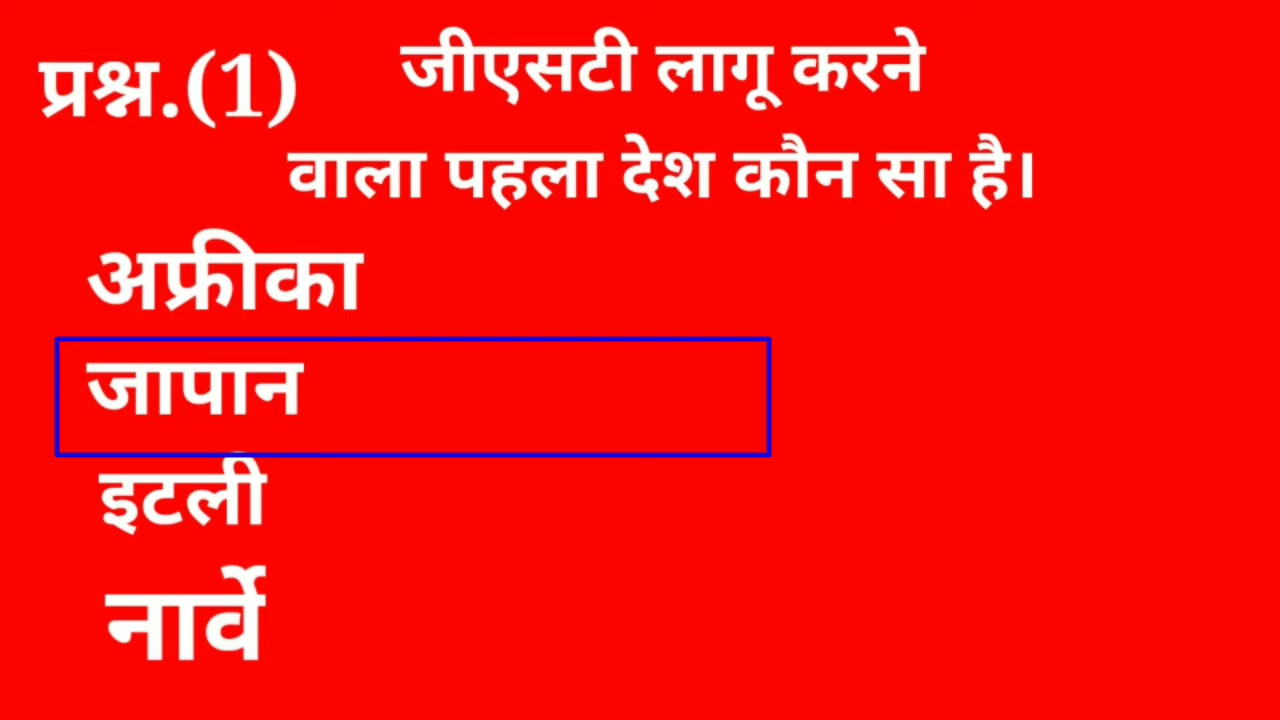 प्रश्न.(1) जीएसटी लागू करने
वाला पहला देश कौन सा है।
अफ्रीका
जापान
इटली
नार्वे